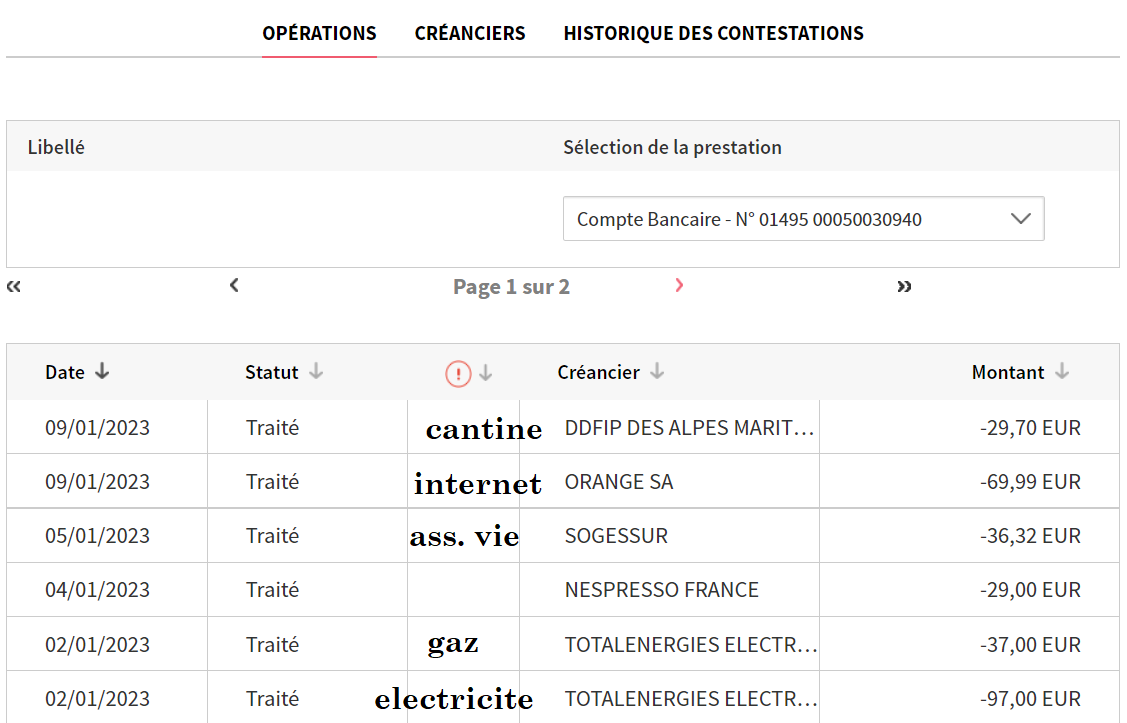 OPÉRATIONS CRÉANCIERS HISTORIQUE DES CONTESTATIONS
Libellé Sélection de la prestation
Compte Bancaire - N° 01495 00050030940
« ‹ Page 1 sur 2 › »
Date ↓ Statut ↓ ! ↓ Créancier ↓ Montant ↓
09/01/2023 Traité cantine DDFIP DES ALPES MARIT... -29,70 EUR
09/01/2023 Traité internet ORANGE SA -69,99 EUR
05/01/2023 Traité ass. vie SOGESSUR -36,32 EUR
04/01/2023 Traité NESPRESSO FRANCE -29,00 EUR
02/01/2023 Traité gaz TOTALENERGIES ELECTR... -37,00 EUR
02/01/2023 Traité electricite TOTALENERGIES ELECTR... -97,00 EUR